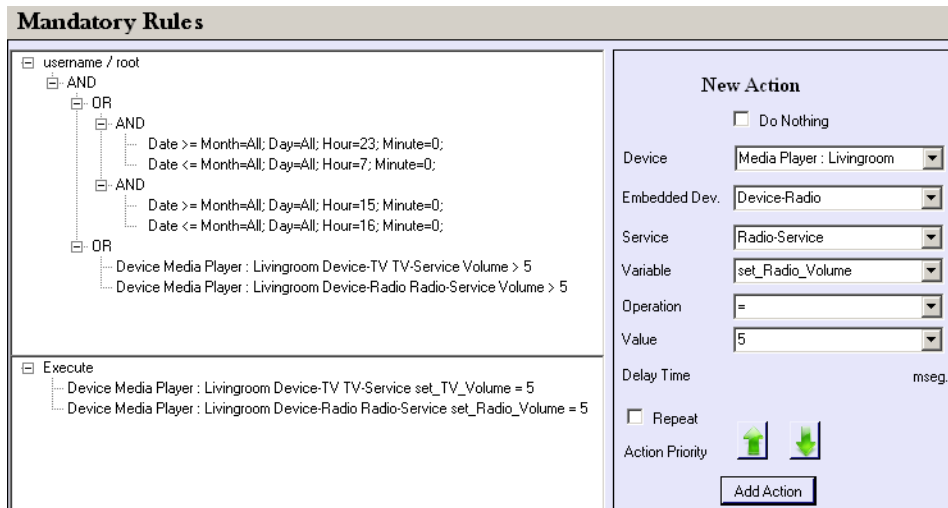 Mandatory Rules
username / root
AND
OR
AND
Date >= Month=All; Day=All; Hour=23; Minute=0;
Date <= Month=All; Day=All; Hour=7; Minute=0;
AND
Date >= Month=All; Day=All; Hour=15; Minute=0;
Date <= Month=All; Day=All; Hour=16; Minute=0;
OR
Device Media Player : Livingroom Device-TV TV-Service Volume > 5
Device Media Player : Livingroom Device-Radio Radio-Service Volume > 5
Execute
Device Media Player : Livingroom Device-TV TV-Service set_TV_Volume = 5
Device Media Player : Livingroom Device-Radio Radio-Service set_Radio_Volume = 5
New Action
Do Nothing
Device Media Player : Livingroom
Embedded Dev. Device-Radio
Service Radio-Service
Variable set_Radio_Volume
Operation =
Value 5
Delay Time mseg.
Repeat
Action Priority
Add Action